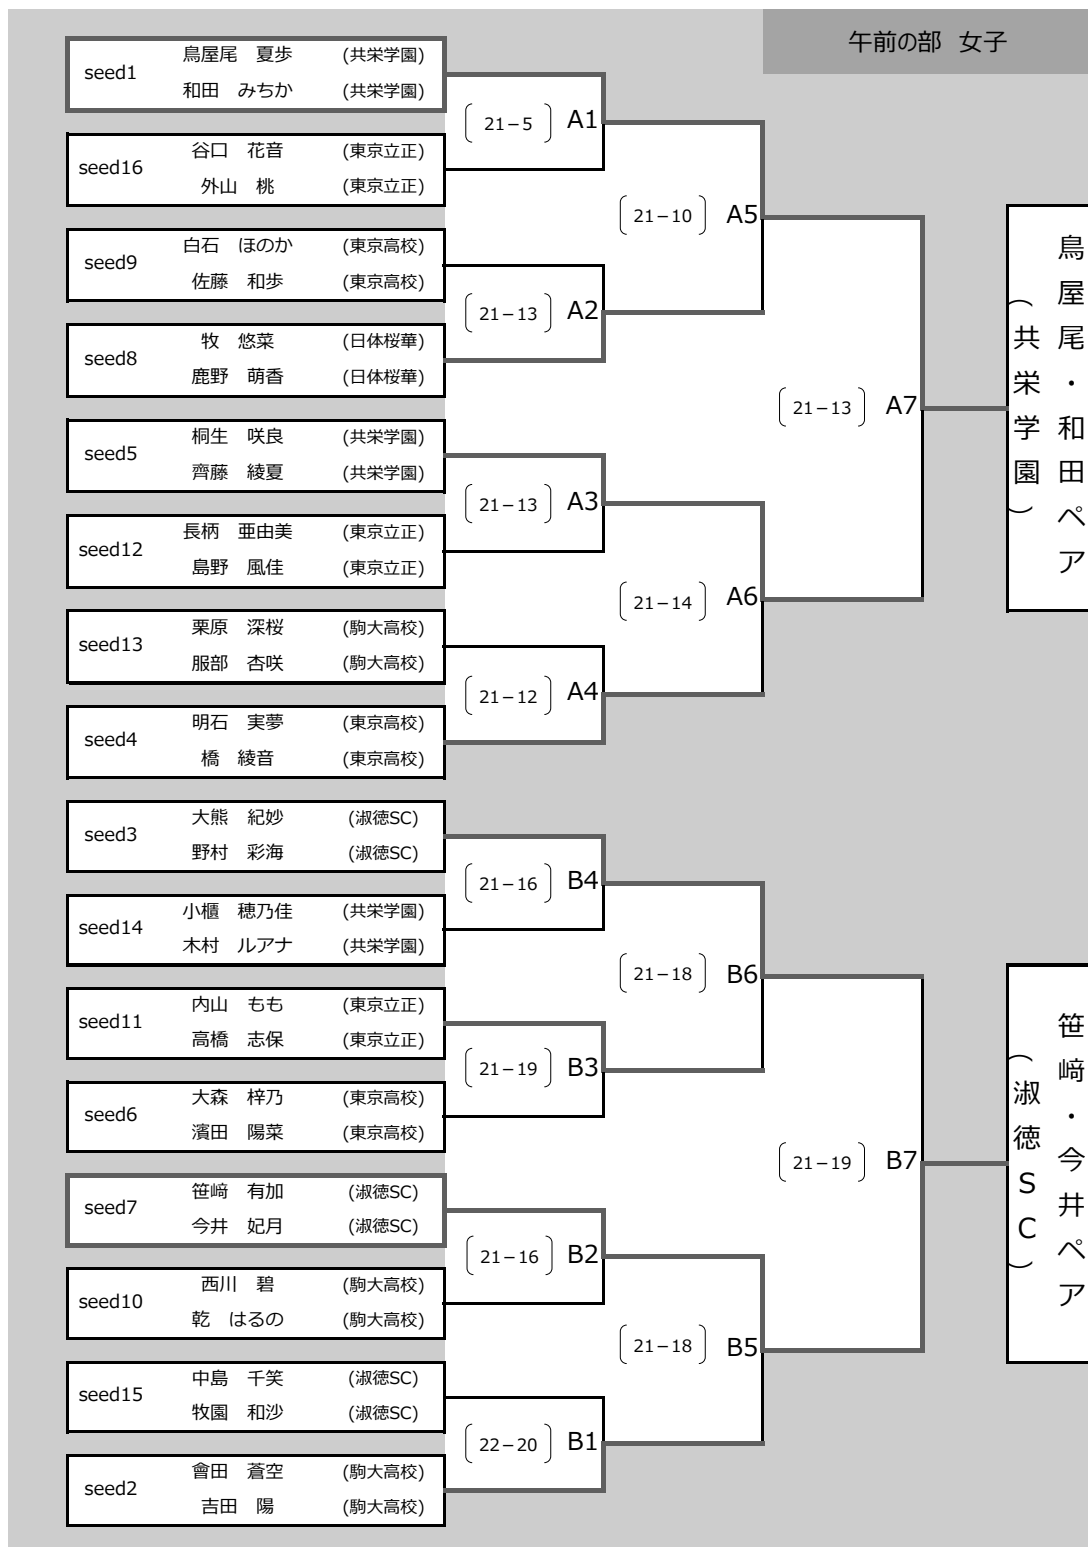 午前の部 女子
seed1
鳥屋尾 夏歩 (共栄学園)
和田 みちか (共栄学園)
seed16
谷口 花音 (東京立正)
外山 桃 (東京立正)
seed9
白石 ほのか (東京高校)
佐藤 和歩 (東京高校)
seed8
牧 悠菜 (日体桜華)
鹿野 萌香 (日体桜華)
seed5
桐生 咲良 (共栄学園)
齊藤 綾夏 (共栄学園)
seed12
長柄 亜由美 (東京立正)
島野 風佳 (東京立正)
seed13
栗原 深桜 (駒大高校)
服部 杏咲 (駒大高校)
seed4
明石 実夢 (東京高校)
橋 綾音 (東京高校)
seed3
大熊 紀妙 (淑徳SC)
野村 彩海 (淑徳SC)
seed14
小櫃 穂乃佳 (共栄学園)
木村 ルアナ (共栄学園)
seed11
内山 もも (東京立正)
高橋 志保 (東京立正)
seed6
大森 梓乃 (東京高校)
濱田 陽菜 (東京高校)
seed7
笹﨑 有加 (淑徳SC)
今井 妃月 (淑徳SC)
seed10
西川 碧 (駒大高校)
乾 はるの (駒大高校)
seed15
中島 千笑 (淑徳SC)
牧園 和沙 (淑徳SC)
seed2
會田 蒼空 (駒大高校)
吉田 陽 (駒大高校)
〔 21−5 〕 A1
〔 21−13 〕 A2
〔 21−13 〕 A3
〔 21−12 〕 A4
〔 21−16 〕 B4
〔 21−19 〕 B3
〔 21−16 〕 B2
〔 22−20 〕 B1
〔 21−10 〕 A5
〔 21−14 〕 A6
〔 21−18 〕 B6
〔 21−18 〕 B5
〔 21−13 〕 A7
〔 21−19 〕 B7
鳥屋尾・和田ペア
(共栄学園)
笹﨑・今井ペア
(淑徳SC)